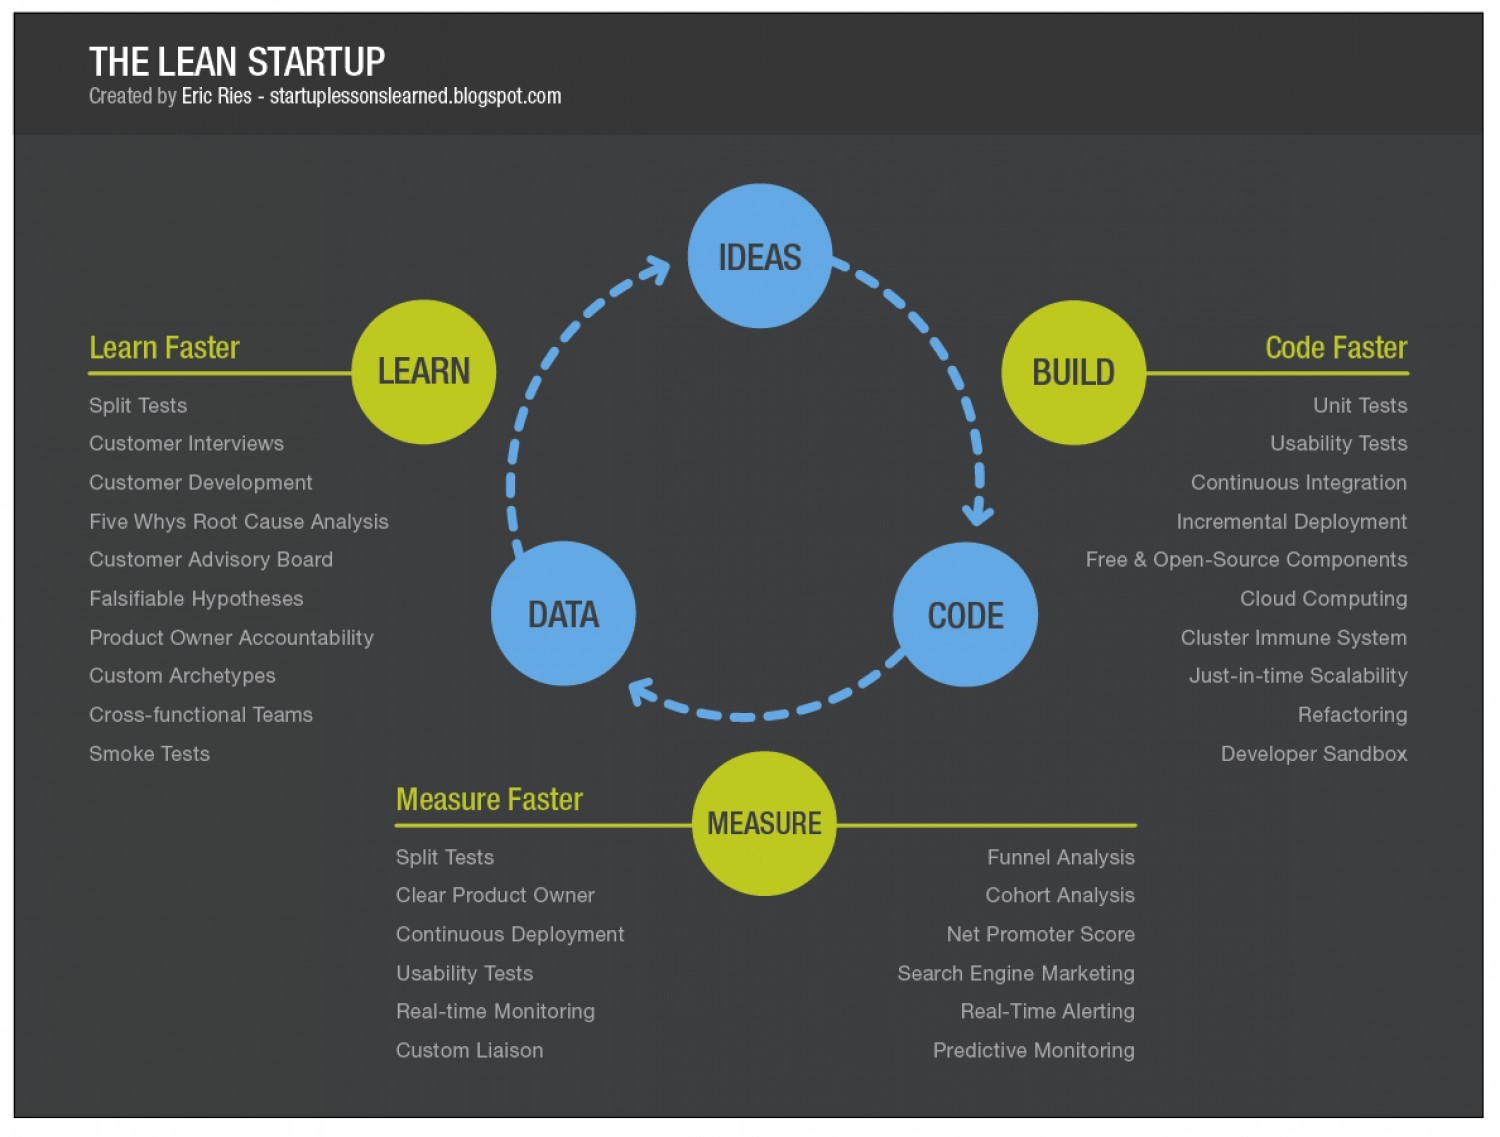 THE LEAN STARTUP
Created by Eric Ries - startuplessonslearned.blogspot.com
IDEAS
LEARN
BUILD
DATA
CODE
MEASURE
Learn Faster
Split Tests
Customer Interviews
Customer Development
Five Whys Root Cause Analysis
Customer Advisory Board
Falsifiable Hypotheses
Product Owner Accountability
Custom Archetypes
Cross-functional Teams
Smoke Tests
Code Faster
Unit Tests
Usability Tests
Continuous Integration
Incremental Deployment
Free & Open-Source Components
Cloud Computing
Cluster Immune System
Just-in-time Scalability
Refactoring
Developer Sandbox
Measure Faster
Split Tests
Clear Product Owner
Continuous Deployment
Usability Tests
Real-time Monitoring
Custom Liaison
Funnel Analysis
Cohort Analysis
Net Promoter Score
Search Engine Marketing
Real-Time Alerting
Predictive Monitoring